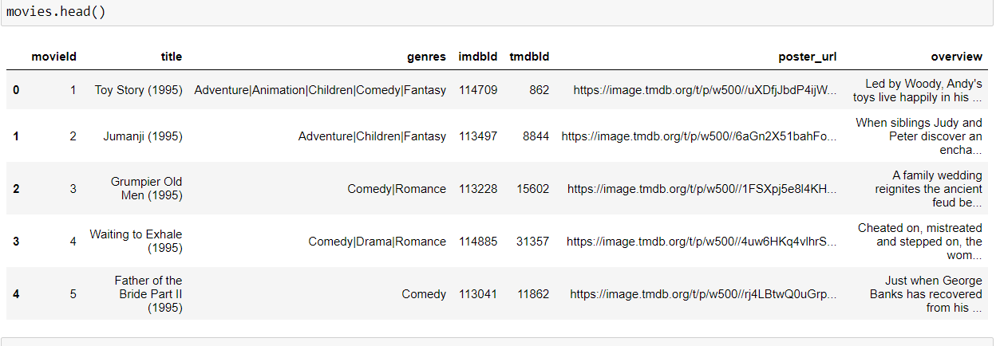 movies.head()
movieId title genres imdbId tmdbId poster_url overview
0 1 Toy Story (1995) Adventure|Animation|Children|Comedy|Fantasy 114709 862 https://image.tmdb.org/t/p/w500//uXDfjJbdP4ijW... Led by Woody, Andy's
toys live happily in his ...
1 2 Jumanji (1995) Adventure|Children|Fantasy 113497 8844 https://image.tmdb.org/t/p/w500//6aGn2X51bahFo... When siblings Judy and
Peter discover an
encha...
2 3 Grumpier Old
Men (1995) Comedy|Romance 113228 15602 https://image.tmdb.org/t/p/w500//1FSXpj5e8l4KH... A family wedding
reignites the ancient
feud be...
3 4 Waiting to Exhale
(1995) Comedy|Drama|Romance 114885 31357 https://image.tmdb.org/t/p/w500//4uw6HKq4vlhrS... Cheated on, mistreated
and stepped on, the
wom...
4 5 Father of the
Bride Part II
(1995) Comedy 113041 11862 https://image.tmdb.org/t/p/w500//rj4LBtwQ0uGrp... Just when George
Banks has recovered
from his ...